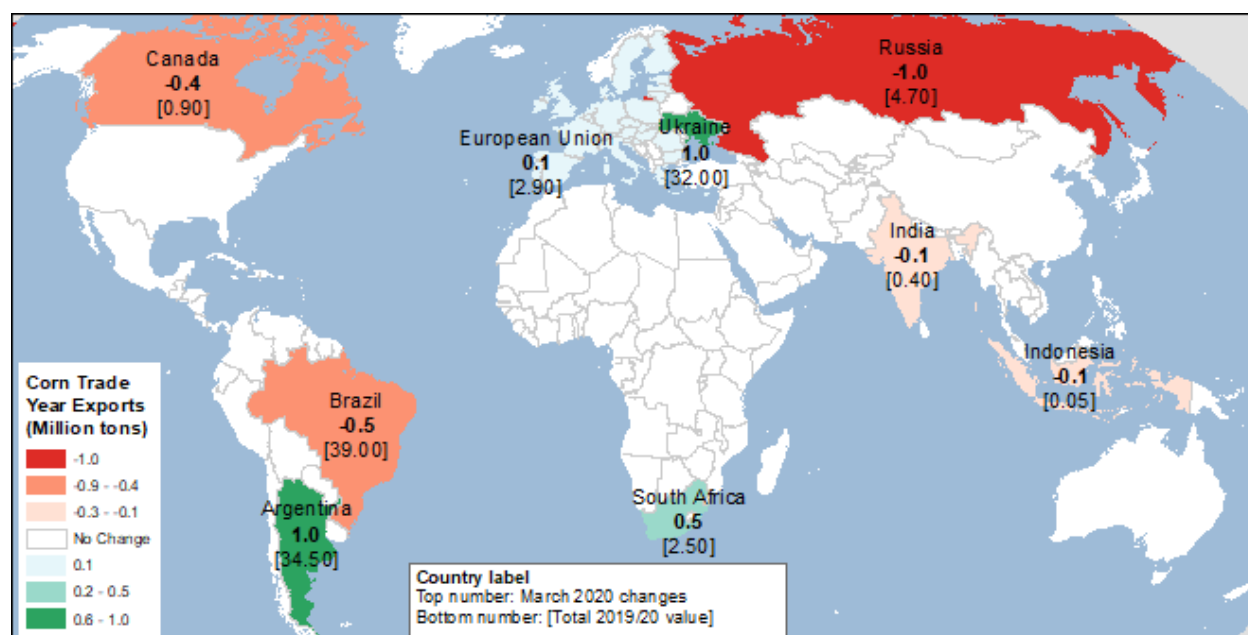 Canada
-0.4
[0.90]
Russia
-1.0
[4.70]
European Union
0.1
[2.90]
Ukraine
1.0
[32.00]
India
-0.1
[0.40]
Indonesia
-0.1
[0.05]
Brazil
-0.5
[39.00]
Argentina
1.0
[34.50]
South Africa
0.5
[2.50]
Corn Trade
Year Exports
(Million tons)
-1.0
-0.9 - -0.4
-0.3 - -0.1
No Change
0.1
0.2 - 0.5
0.6 - 1.0
Country label
Top number: March 2020 changes
Bottom number: [Total 2019/20 value]